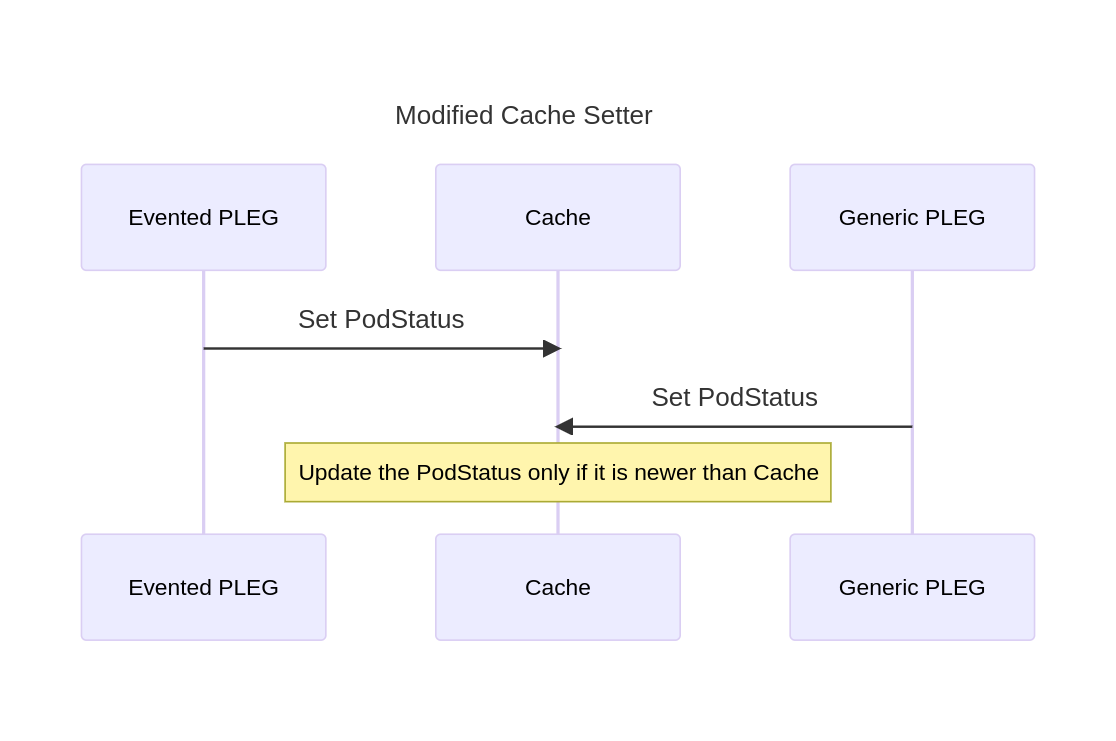 Modified Cache Setter
Evented PLEG
Cache
Generic PLEG
Set PodStatus
Set PodStatus
Update the PodStatus only if it is newer than Cache
Evented PLEG
Cache
Generic PLEG